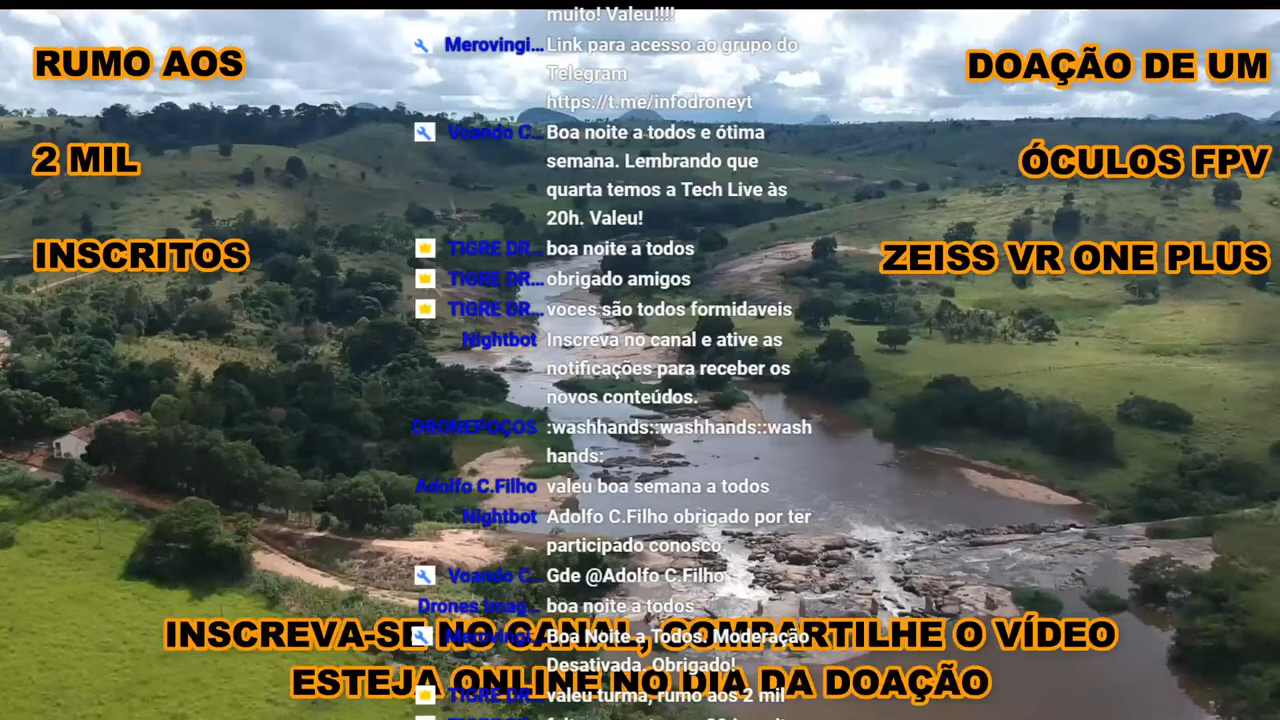 RUMO AOS
2 MIL
INSCRITOS
DOAÇÃO DE UM
ÓCULOS FPV
ZEISS VR ONE PLUS
muito! Valeu!!!!
Merovingi... Link para acesso ao grupo do
Telegram
https://t.me/infodroneyt
Voando C... Boa noite a todos e ótima
semana. Lembrando que
quarta temos a Tech Live às
20h. Valeu!
TIGRE DR... boa noite a todos
TIGRE DR... obrigado amigos
TIGRE DR... voces são todos formidaveis
Nightbot Inscreva no canal e ative as
notificações para receber os
novos conteúdos.
DRONEPOÇOS :washhands::washhands::wash
hands:
Adolfo C.Filho valeu boa semana a todos
Nightbot Adolfo C.Filho obrigado por ter
participado conosco.
Voando C... Gde @Adolfo C.Filho
Drones Imag... boa noite a todos
Merovingi... Boa Noite a Todos. Moderação
Desativada. Obrigado!
TIGRE DR... valeu turma, rumo aos 2 mil
INSCREVA-SE NO CANAL, COMPARTILHE O VÍDEO
ESTEJA ONLINE NO DIA DA DOAÇÃO